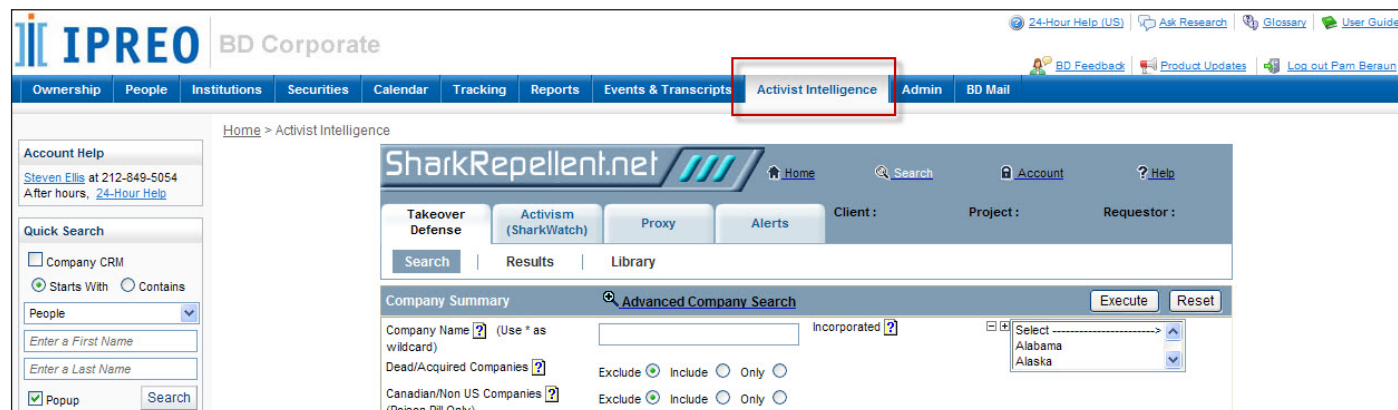 IPREO BD Corporate
24-Hour Help (US) Ask Research Glossary User Guide
BD Feedback Product Updates Log out Pam Beraun
Ownership People Institutions Securities Calendar Tracking Reports Events & Transcripts Activist Intelligence Admin BD Mail
Home > Activist Intelligence
Account Help
Steven Ellis at 212-849-5054
After hours, 24-Hour Help
Quick Search
Company CRM
Starts With Contains
People
Enter a First Name
Enter a Last Name
Popup Search
SharkRepellent.net Home Search Account ? Help
Takeover Defense
Activism (SharkWatch)
Proxy
Alerts
Client : Project : Requestor :
Search | Results | Library
Company Summary Advanced Company Search Execute Reset
Company Name ? (Use * as
wildcard)
Incorporated ?
Select ------------------------>
Alabama
Alaska
Dead/Acquired Companies ? Exclude Include Only
Canadian/Non US Companies ? Exclude Include Only
(Poison Pill Only)